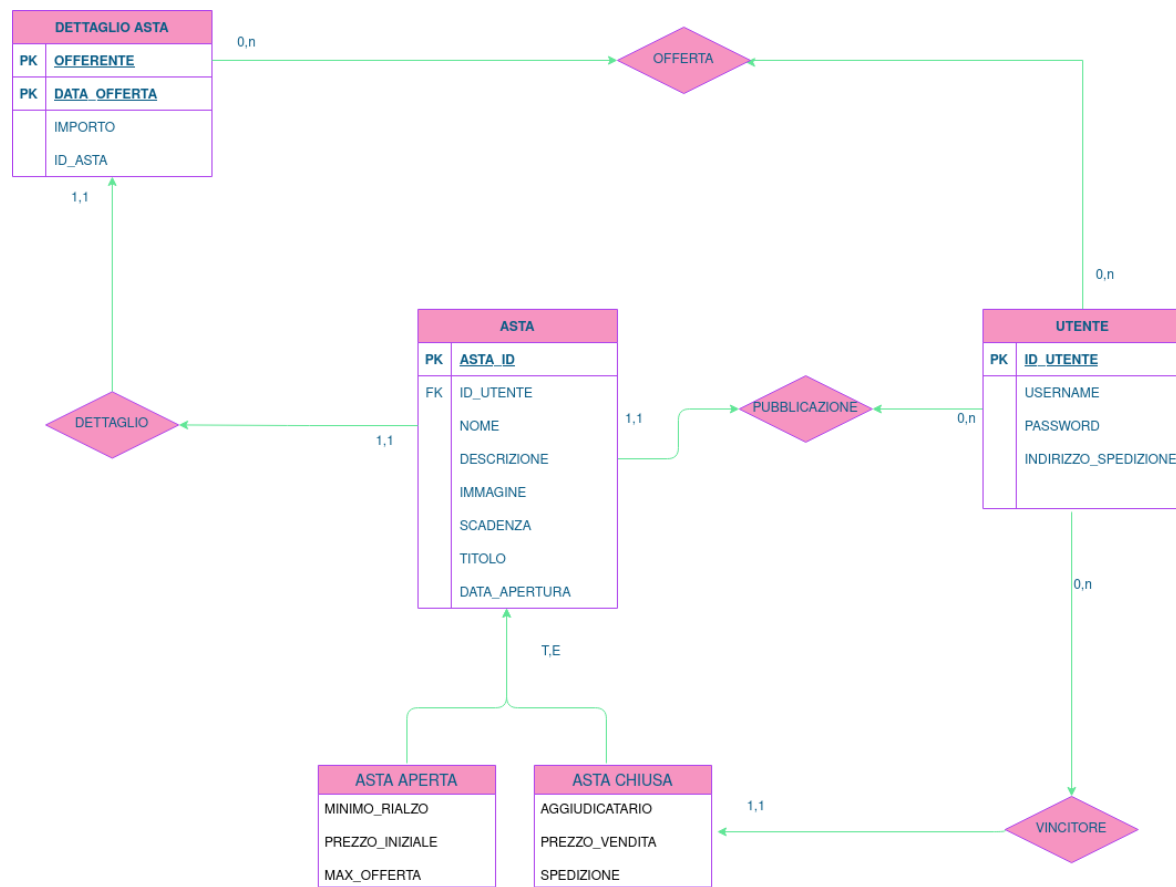 DETTAGLIO ASTA
PK OFFERENTE
PK DATA_OFFERTA
IMPORTO
ID_ASTA
0,n
OFFERTA
1,1
0,n
ASTA
PK ASTA_ID
FK ID_UTENTE
NOME
DESCRIZIONE
IMMAGINE
SCADENZA
TITOLO
DATA_APERTURA
UTENTE
PK ID_UTENTE
USERNAME
PASSWORD
INDIRIZZO_SPEDIZIONE
DETTAGLIO
1,1
1,1
PUBBLICAZIONE
0,n
0,n
T,E
ASTA APERTA
MINIMO_RIALZO
PREZZO_INIZIALE
MAX_OFFERTA
ASTA CHIUSA
AGGIUDICATARIO
PREZZO_VENDITA
SPEDIZIONE
1,1
VINCITORE